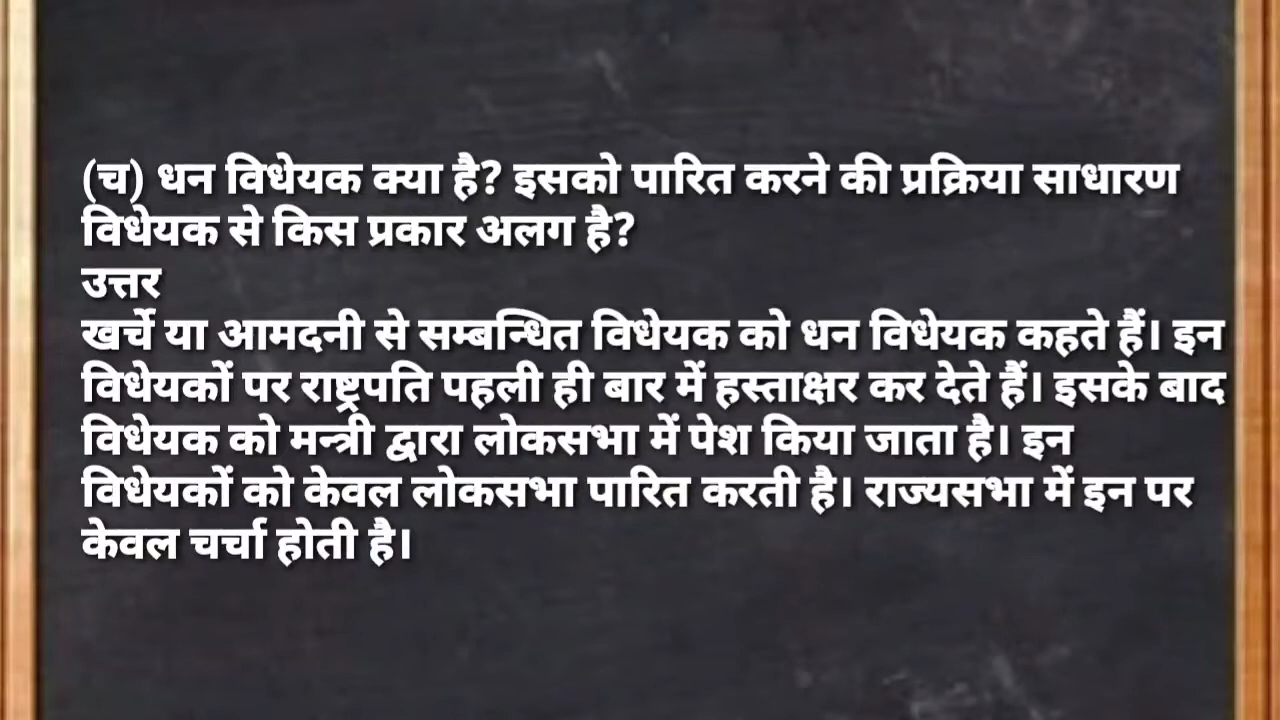 (च) धन विधेयक क्या है? इसको पारित करने की प्रक्रिया साधारण
विधेयक से किस प्रकार अलग है?
उत्तर
खर्चे या आमदनी से सम्बन्धित विधेयक को धन विधेयक कहते हैं। इन
विधेयकों पर राष्ट्रपति पहली ही बार में हस्ताक्षर कर देते हैं। इसके बाद
विधेयक को मन्त्री द्वारा लोकसभा में पेश किया जाता है। इन
विधेयकों को केवल लोकसभा पारित करती है। राज्यसभा में इन पर
केवल चर्चा होती है।